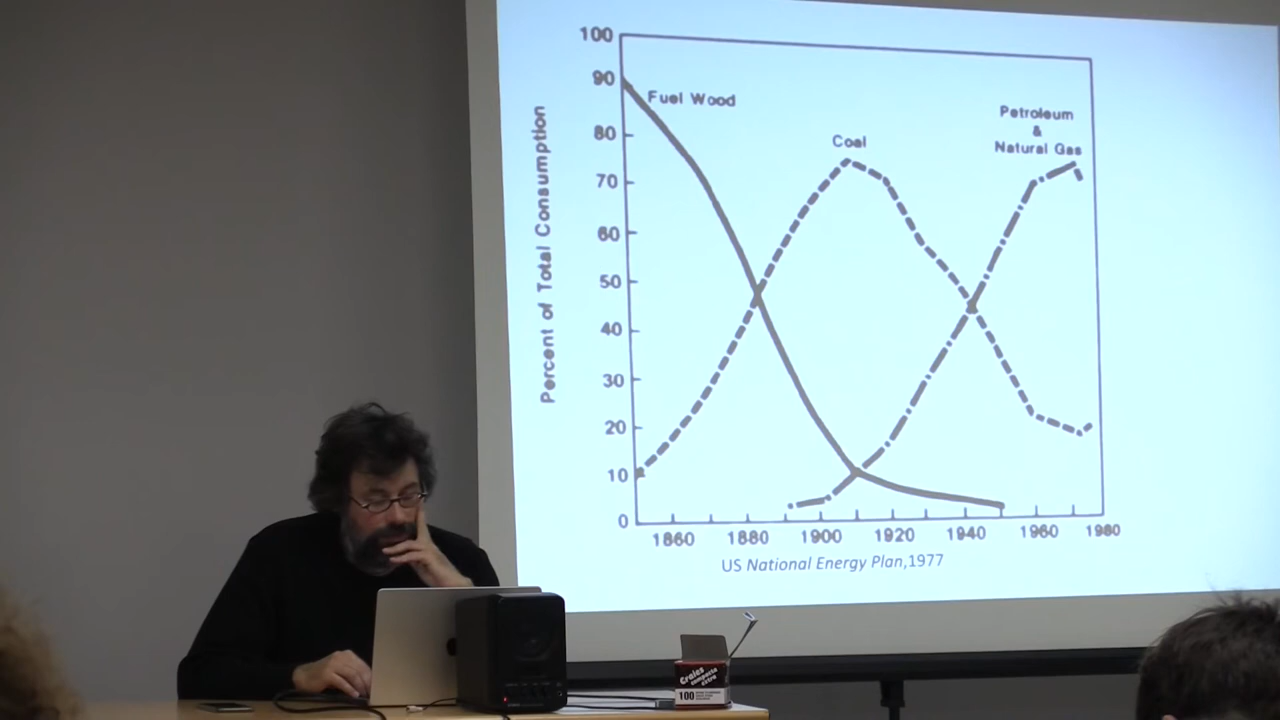 100
90
80
70
60
50
40
30
20
10
0
Percent of Total Consumption
Fuel Wood
Coal
Petroleum
&
Natural Gas
1860 1880 1900 1920 1940 1960 1980
US National Energy Plan,1977
100